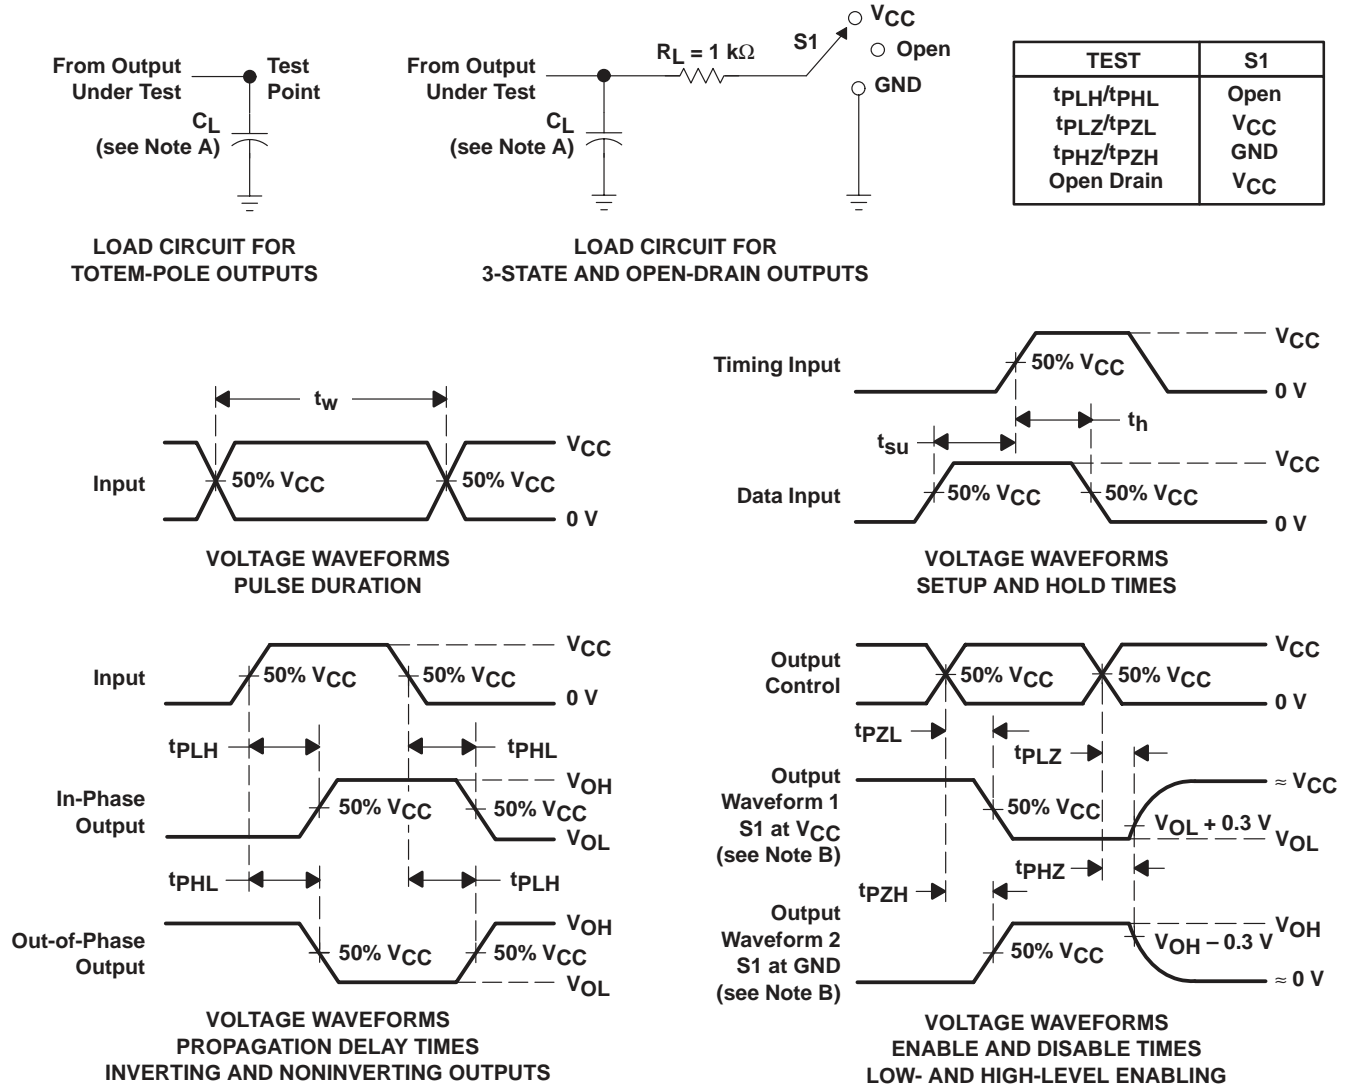 From Output
Under Test
Test
Point
CL
(see Note A)
LOAD CIRCUIT FOR
TOTEM-POLE OUTPUTS
From Output
Under Test
RL = 1 kΩ
S1
VCC
Open
GND
CL
(see Note A)
LOAD CIRCUIT FOR
3-STATE AND OPEN-DRAIN OUTPUTS
TEST S1
tPLH/tPHL Open
tPLZ/tPZL VCC
tPHZ/tPZH GND
Open Drain VCC
tw
Input
50% VCC
50% VCC
VCC
0 V
VOLTAGE WAVEFORMS
PULSE DURATION
Timing Input
50% VCC
VCC
0 V
th
tsu
Data Input
50% VCC
50% VCC
VCC
0 V
VOLTAGE WAVEFORMS
SETUP AND HOLD TIMES
Input
50% VCC
50% VCC
VCC
0 V
tPLH
tPHL
In-Phase
Output
50% VCC
50% VCC
VOH
VOL
tPHL
tPLH
Out-of-Phase
Output
50% VCC
50% VCC
VOH
VOL
VOLTAGE WAVEFORMS
PROPAGATION DELAY TIMES
INVERTING AND NONINVERTING OUTPUTS
Output
Control
50% VCC
50% VCC
VCC
0 V
tPZL
tPLZ
Output
Waveform 1
S1 at VCC
(see Note B)
50% VCC
VOL + 0.3 V
≈ VCC
VOL
tPHZ
tPZH
Output
Waveform 2
S1 at GND
(see Note B)
50% VCC
VOH – 0.3 V
VOH
≈ 0 V
VOLTAGE WAVEFORMS
ENABLE AND DISABLE TIMES
LOW- AND HIGH-LEVEL ENABLING